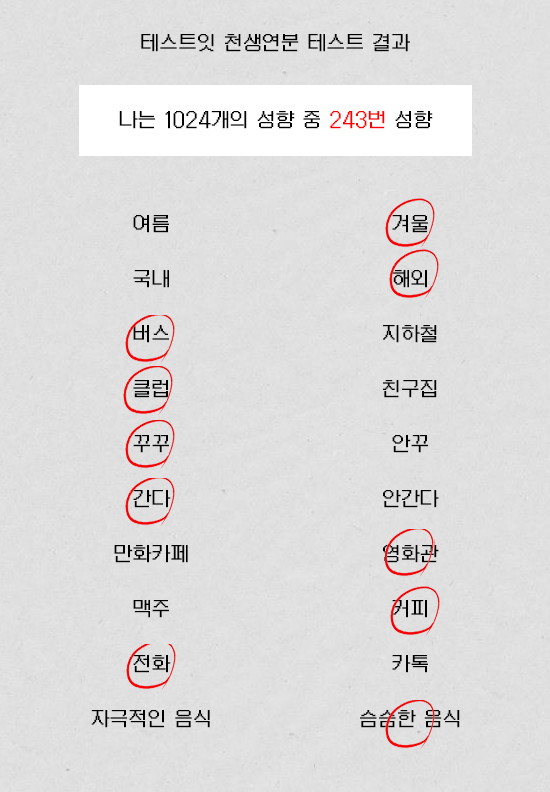 테스트잇 천생연분 테스트 결과
나는 1024개의 성향 중 243번 성향
여름 겨울
국내 해외
버스 지하철
클럽 친구집
꾸꾸 안꾸
간다 안간다
만화카페 영화관
맥주 커피
전화 카톡
자극적인 음식 슴슴한 음식